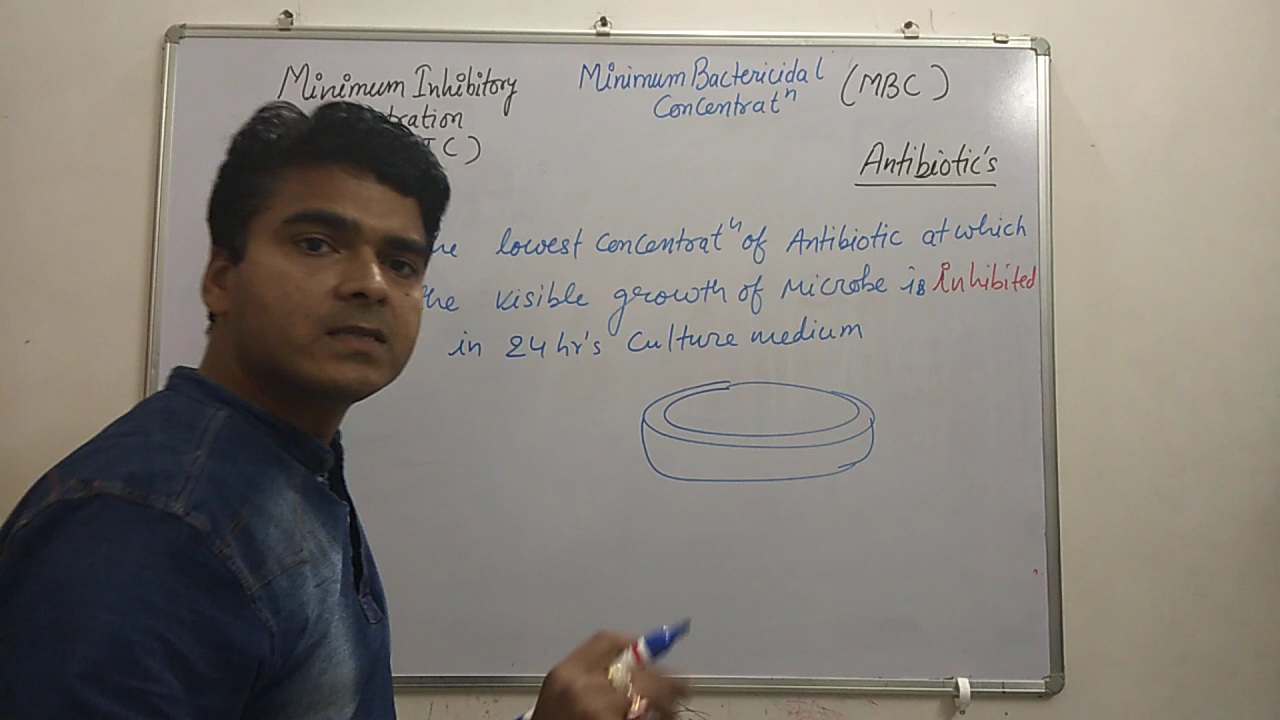 Minimum Inhibitory
tration
C)
Minimum Bactericidal
Concentratⁿ
(MBC)
Antibiotic's
he lowest concentratⁿ of Antibiotic at which
the visible growth of Microbe is inhibited
in 24 hr's culture medium